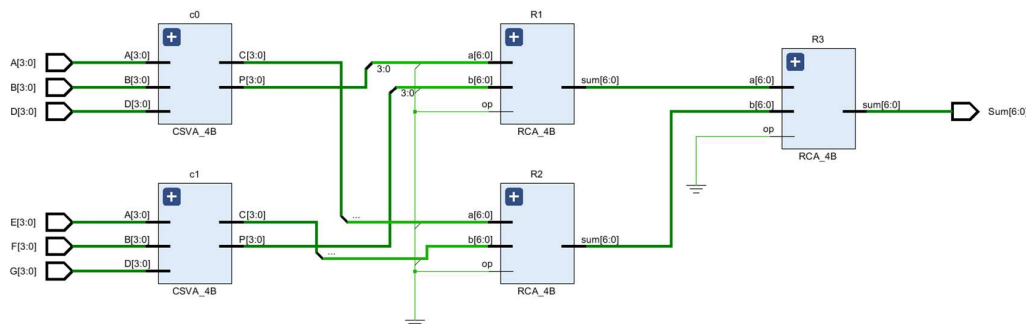 c0
A[3:0]
B[3:0]
D[3:0]
A[3:0]
B[3:0]
D[3:0]
C[3:0]
P[3:0]
CSVA_4B
R1
3:0
3:0
a[6:0]
b[6:0]
op
sum[6:0]
RCA_4B
R3
a[6:0]
b[6:0]
op
sum[6:0]
RCA_4B
Sum[6:0]
c1
E[3:0]
F[3:0]
G[3:0]
A[3:0]
B[3:0]
D[3:0]
C[3:0]
P[3:0]
CSVA_4B
R2
...
...
a[6:0]
b[6:0]
op
sum[6:0]
RCA_4B